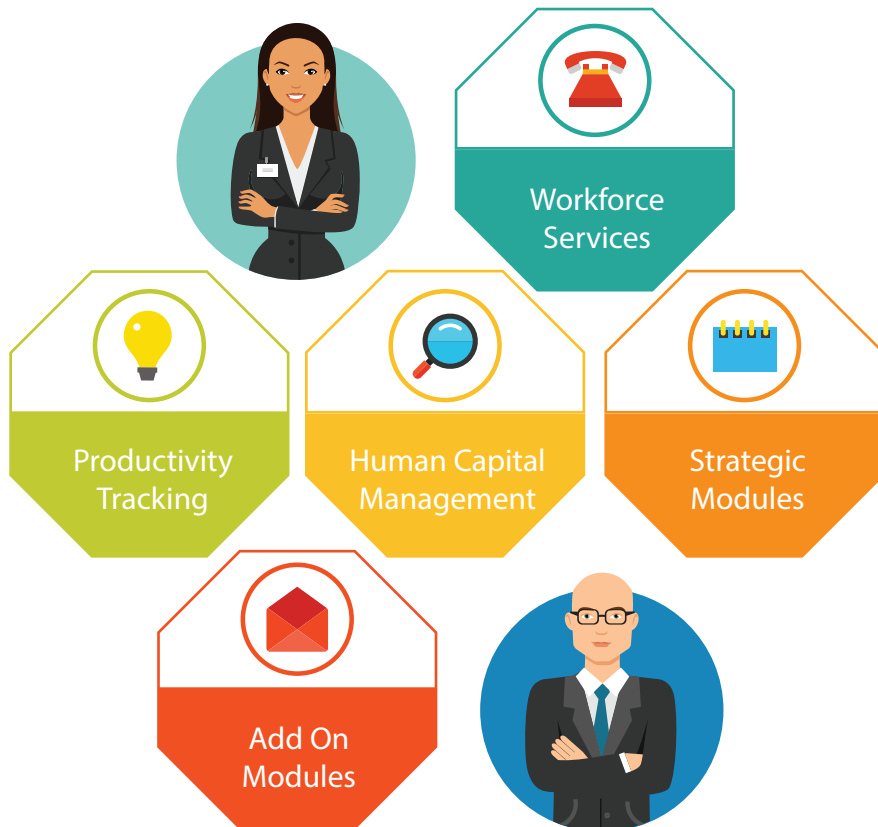 Workforce
Services
Productivity
Tracking
Human Capital
Management
Strategic
Modules
Add On
Modules